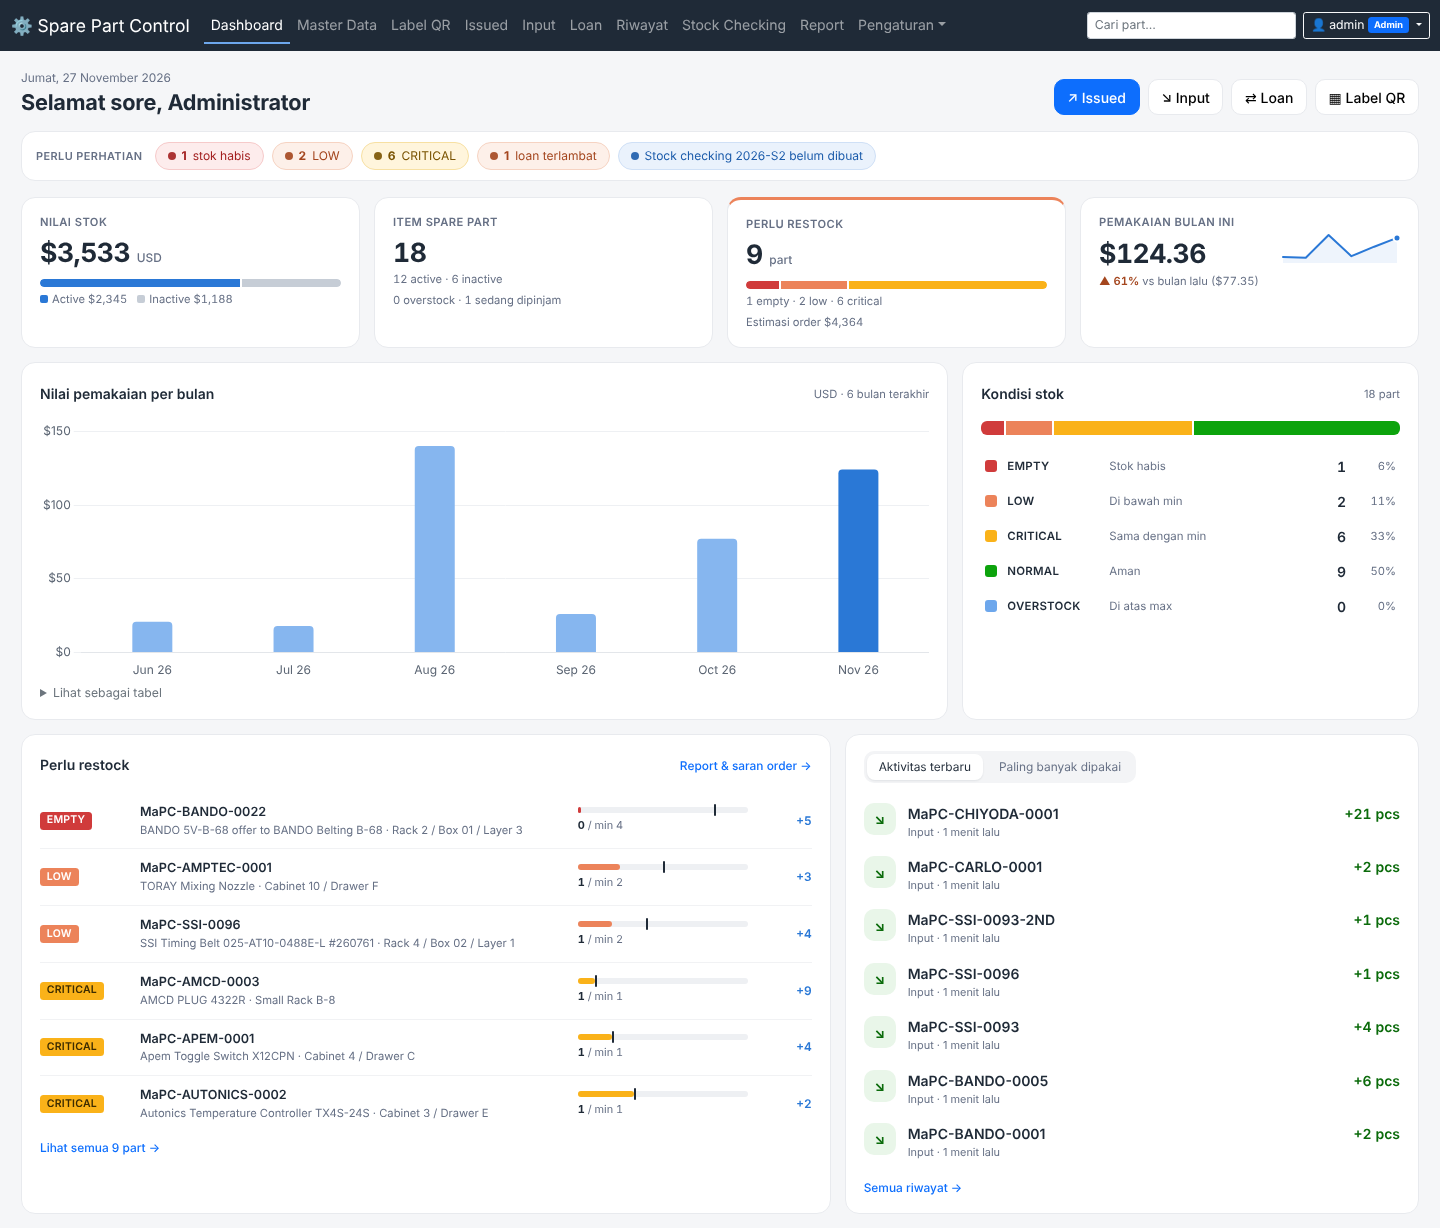 ⚙️ Spare Part Control Dashboard Master Data Label QR Issued Input Loan Riwayat Stock Checking Report Pengaturan Cari part... 👤 admin Admin
Jumat, 27 November 2026
Selamat sore, Administrator
↗ Issued ↘ Input ⇄ Loan ▦ Label QR
PERLU PERHATIAN 1 stok habis 2 LOW 6 CRITICAL 1 loan terlambat Stock checking 2026-S2 belum dibuat
NILAI STOK
$3,533 USD
Active $2,345 Inactive $1,188
ITEM SPARE PART
18
12 active · 6 inactive
0 overstock · 1 sedang dipinjam
PERLU RESTOCK
9 part
1 empty · 2 low · 6 critical
Estimasi order $4,364
PEMAKAIAN BULAN INI
$124.36
▲ 61% vs bulan lalu ($77.35)
Nilai pemakaian per bulan USD · 6 bulan terakhir
$150
$100
$50
$0
Jun 26 Jul 26 Aug 26 Sep 26 Oct 26 Nov 26
▶ Lihat sebagai tabel
Kondisi stok 18 part
EMPTY Stok habis 1 6%
LOW Di bawah min 2 11%
CRITICAL Sama dengan min 6 33%
NORMAL Aman 9 50%
OVERSTOCK Di atas max 0 0%
Perlu restock Report & saran order →
EMPTY MaPC-BANDO-0022 +5
BANDO 5V-B-68 offer to BANDO Belting B-68 · Rack 2 / Box 01 / Layer 3 0 / min 4
LOW MaPC-AMPTEC-0001 +3
TORAY Mixing Nozzle · Cabinet 10 / Drawer F 1 / min 2
LOW MaPC-SSI-0096 +4
SSI Timing Belt 025-AT10-0488E-L #260761 · Rack 4 / Box 02 / Layer 1 1 / min 2
CRITICAL MaPC-AMCD-0003 +9
AMCD PLUG 4322R · Small Rack B-8 1 / min 1
CRITICAL MaPC-APEM-0001 +4
Apem Toggle Switch X12CPN · Cabinet 4 / Drawer C 1 / min 1
CRITICAL MaPC-AUTONICS-0002 +2
Autonics Temperature Controller TX4S-24S · Cabinet 3 / Drawer E 1 / min 1
Lihat semua 9 part →
Aktivitas terbaru Paling banyak dipakai
↘ MaPC-CHIYODA-0001 +21 pcs
Input · 1 menit lalu
↘ MaPC-CARLO-0001 +2 pcs
Input · 1 menit lalu
↘ MaPC-SSI-0093-2ND +1 pcs
Input · 1 menit lalu
↘ MaPC-SSI-0096 +1 pcs
Input · 1 menit lalu
↘ MaPC-SSI-0093 +4 pcs
Input · 1 menit lalu
↘ MaPC-BANDO-0005 +6 pcs
Input · 1 menit lalu
↘ MaPC-BANDO-0001 +2 pcs
Input · 1 menit lalu
Semua riwayat →